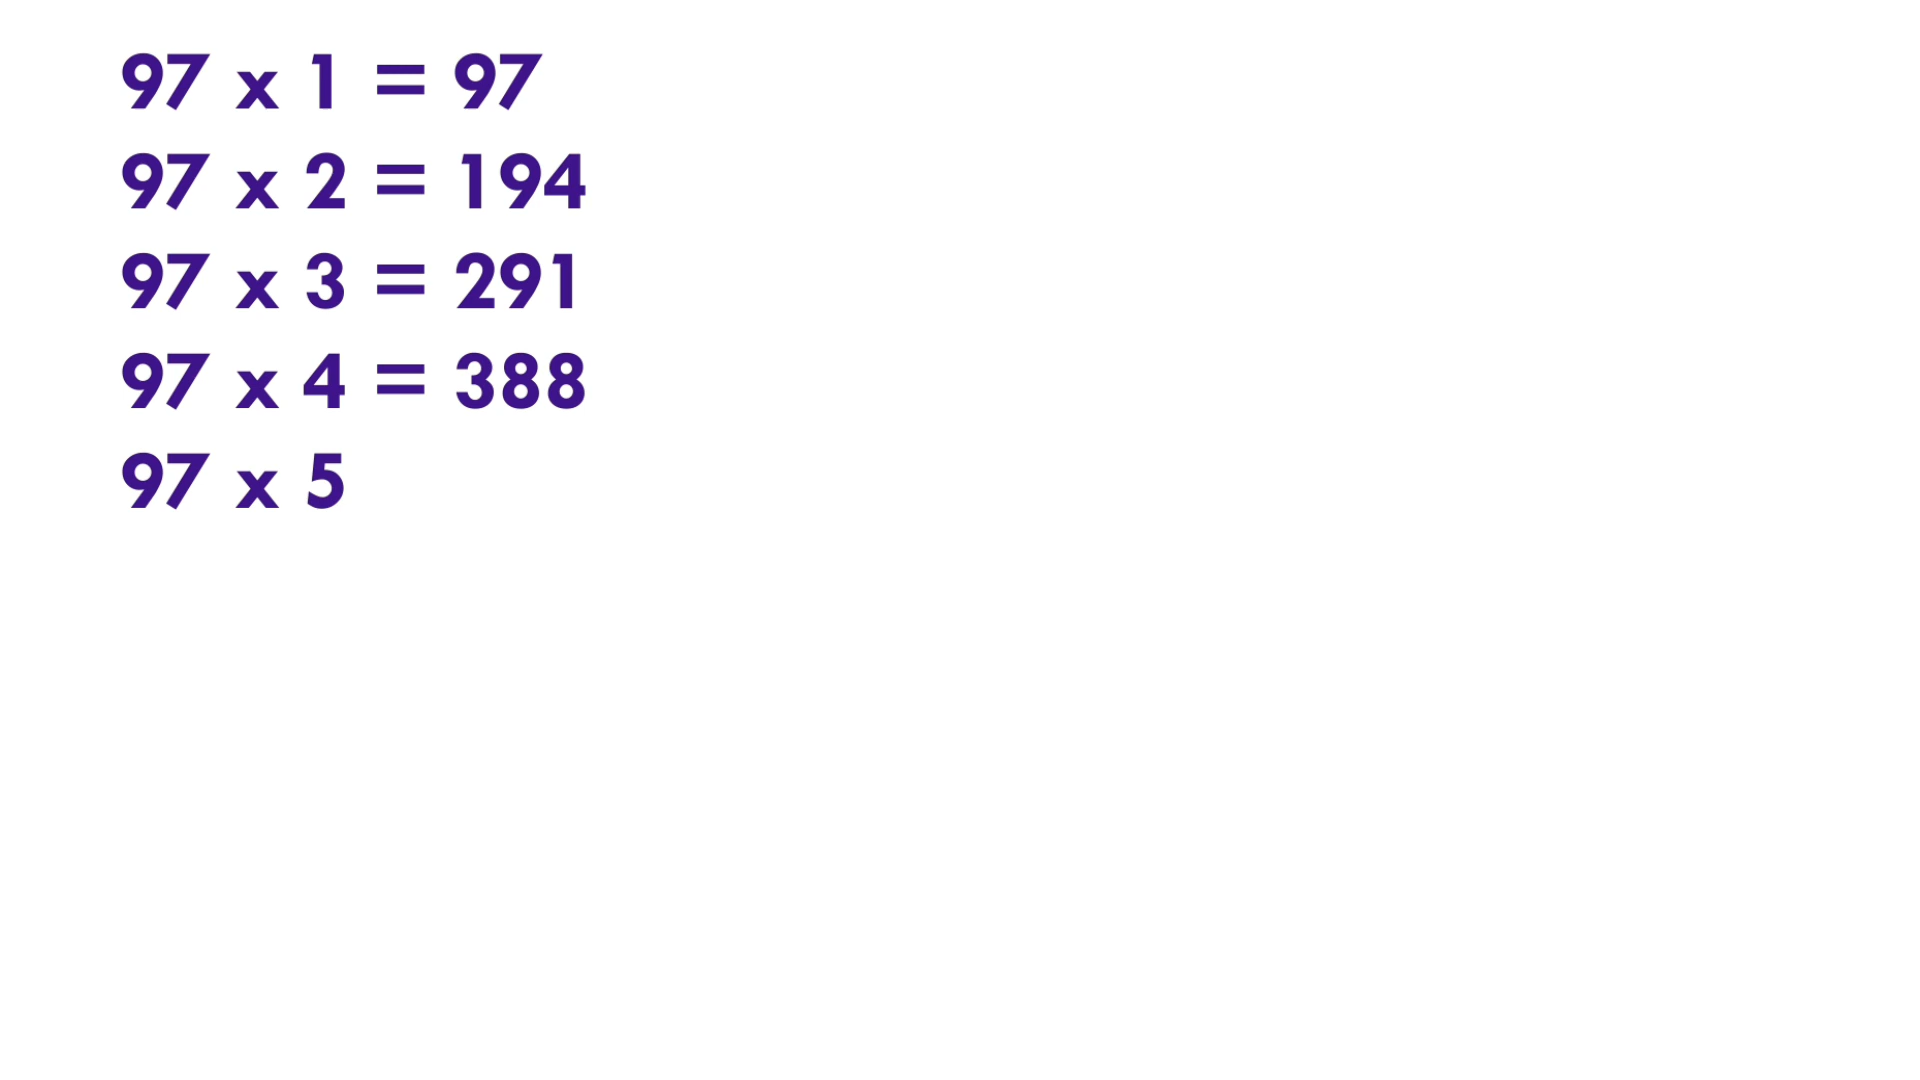 97 x 1 = 97
97 x 2 = 194
97 x 3 = 291
97 x 4 = 388
97 x 5